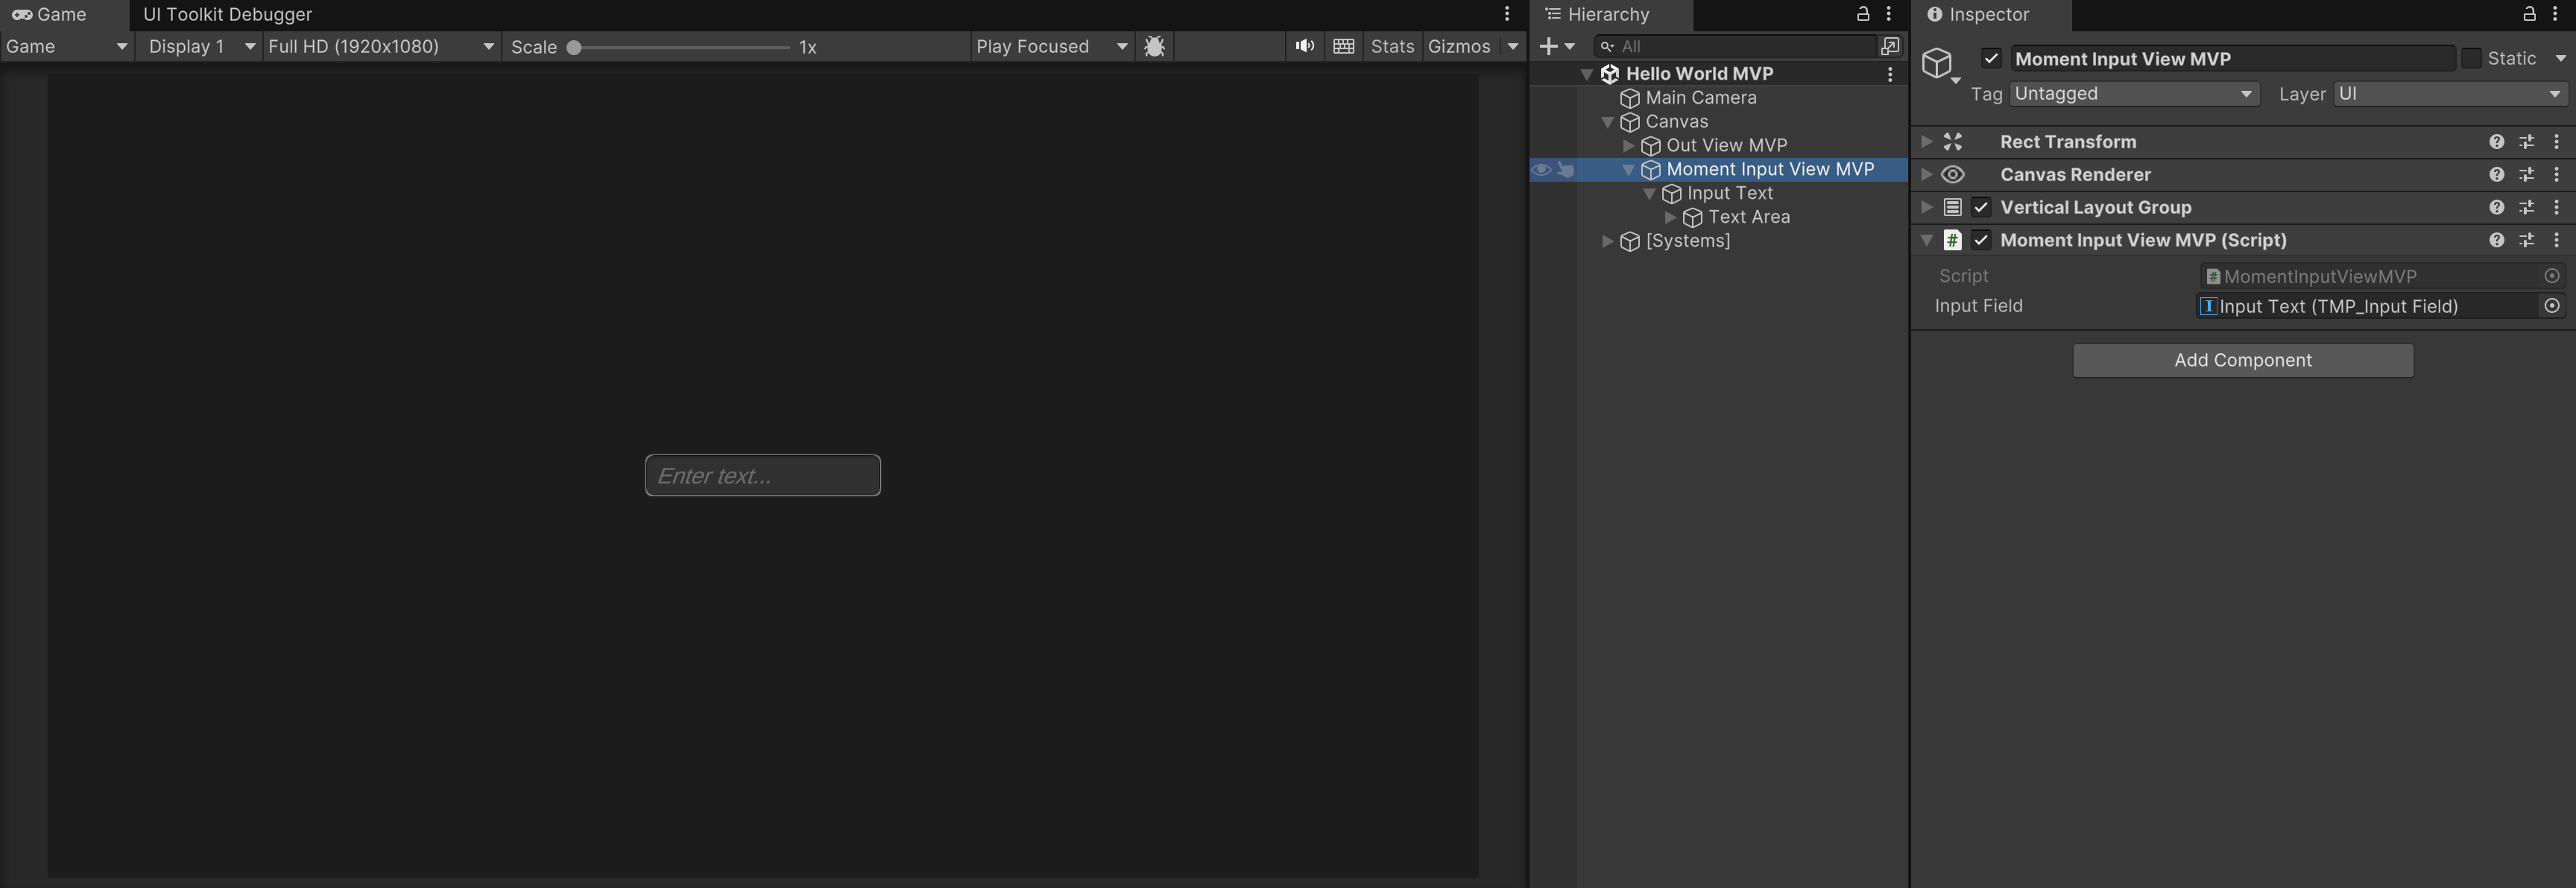 Game
UI Toolkit Debugger
Game
Display 1
Full HD (1920x1080)
Scale
1x
Play Focused
Stats
Gizmos
Enter text...
Hierarchy
All
Hello World MVP
Main Camera
Canvas
Out View MVP
Moment Input View MVP
Input Text
Text Area
[Systems]
Inspector
Moment Input View MVP
Static
Tag Untagged
Layer UI
Rect Transform
Canvas Renderer
Vertical Layout Group
# Moment Input View MVP (Script)
Script # MomentInputViewMVP
Input Field Input Text (TMP_Input Field)
Add Component